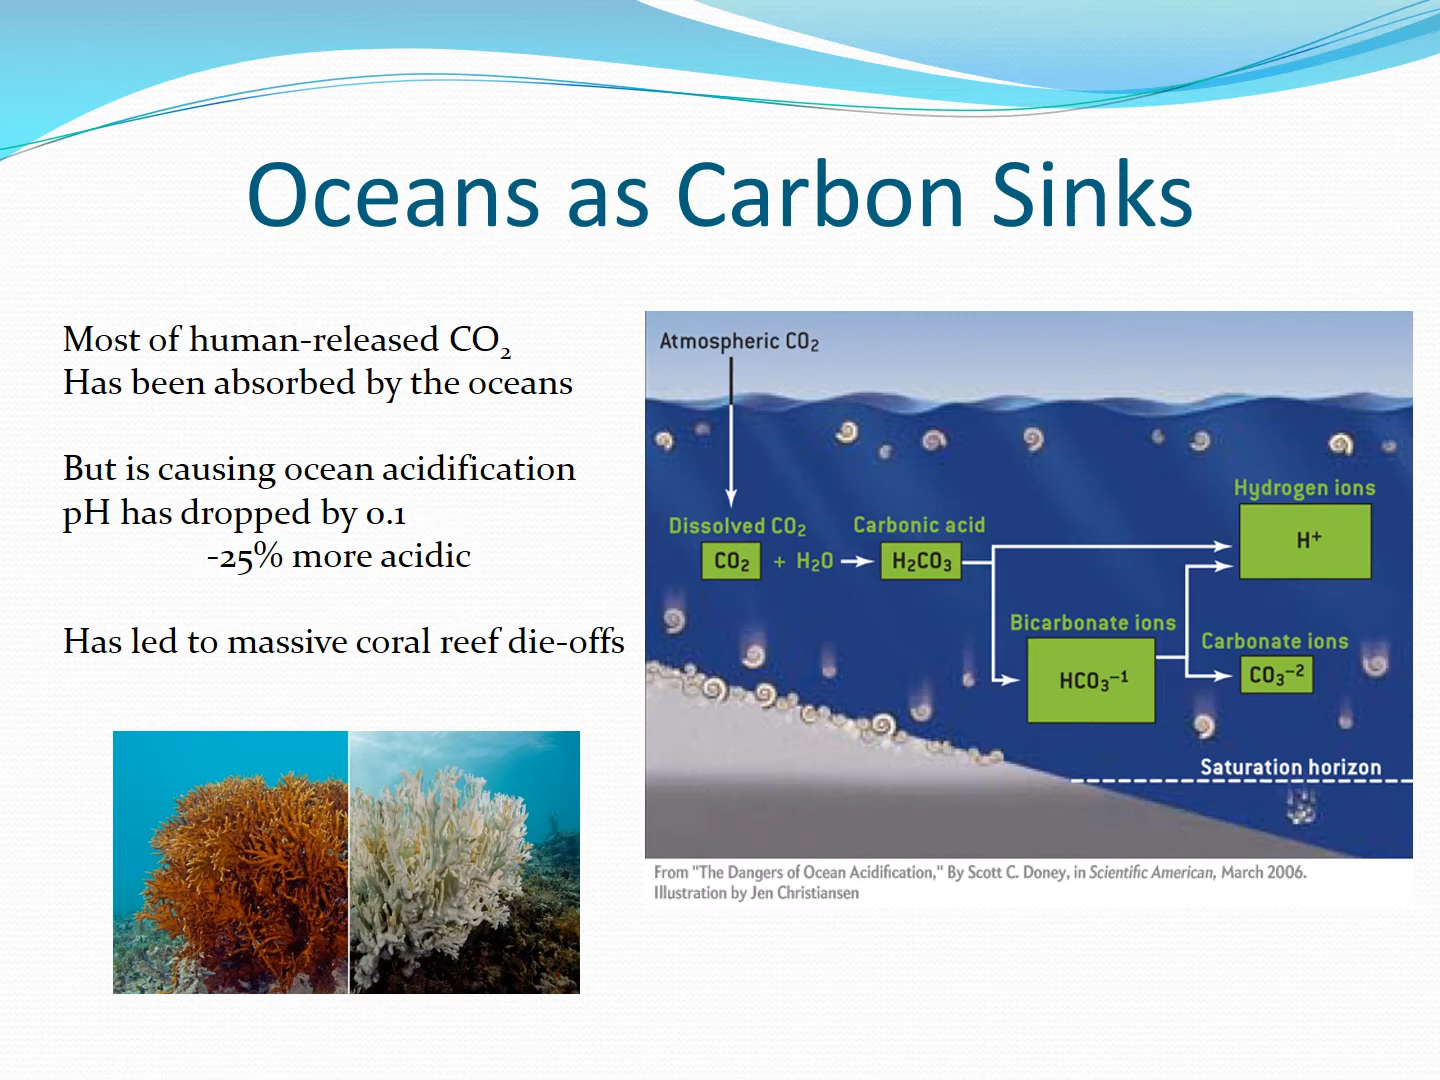 Oceans as Carbon Sinks
Most of human-released CO₂
Has been absorbed by the oceans
But is causing ocean acidification
pH has dropped by 0.1
-25% more acidic
Has led to massive coral reef die-offs
Atmospheric CO₂
Hydrogen ions
H⁺
Dissolved CO₂
Carbonic acid
CO₂ + H₂O
H₂CO₃
Bicarbonate ions
HCO₃⁻¹
Carbonate ions
CO₃⁻²
Saturation horizon
From "The Dangers of Ocean Acidification," By Scott C. Doney, in Scientific American, March 2006.
Illustration by Jen Christiansen